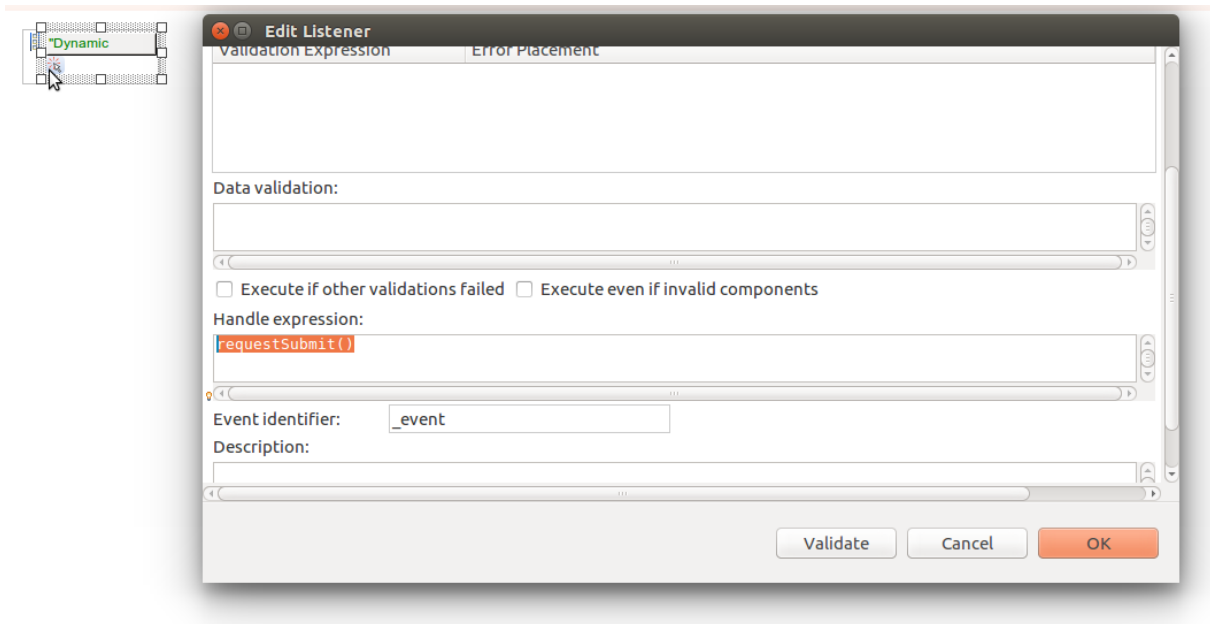 "Dynamic
Edit Listener
Validation Expression Error Placement
Data validation:
Execute if other validations failed Execute even if invalid components
Handle expression:
requestSubmit()
Event identifier: _event
Description:
Validate Cancel OK